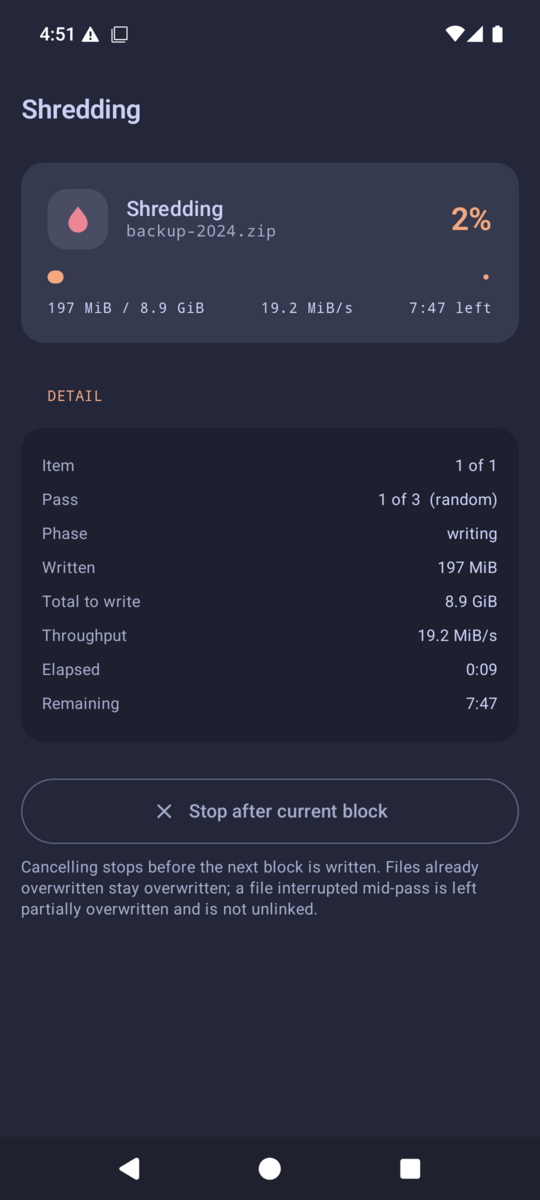 4:51
Shredding
Shredding
backup-2024.zip
2%
197 MiB / 8.9 GiB
19.2 MiB/s
7:47 left
DETAIL
Item 1 of 1
Pass 1 of 3 (random)
Phase writing
Written 197 MiB
Total to write 8.9 GiB
Throughput 19.2 MiB/s
Elapsed 0:09
Remaining 7:47
Stop after current block
Cancelling stops before the next block is written. Files already
overwritten stay overwritten; a file interrupted mid-pass is left
partially overwritten and is not unlinked.